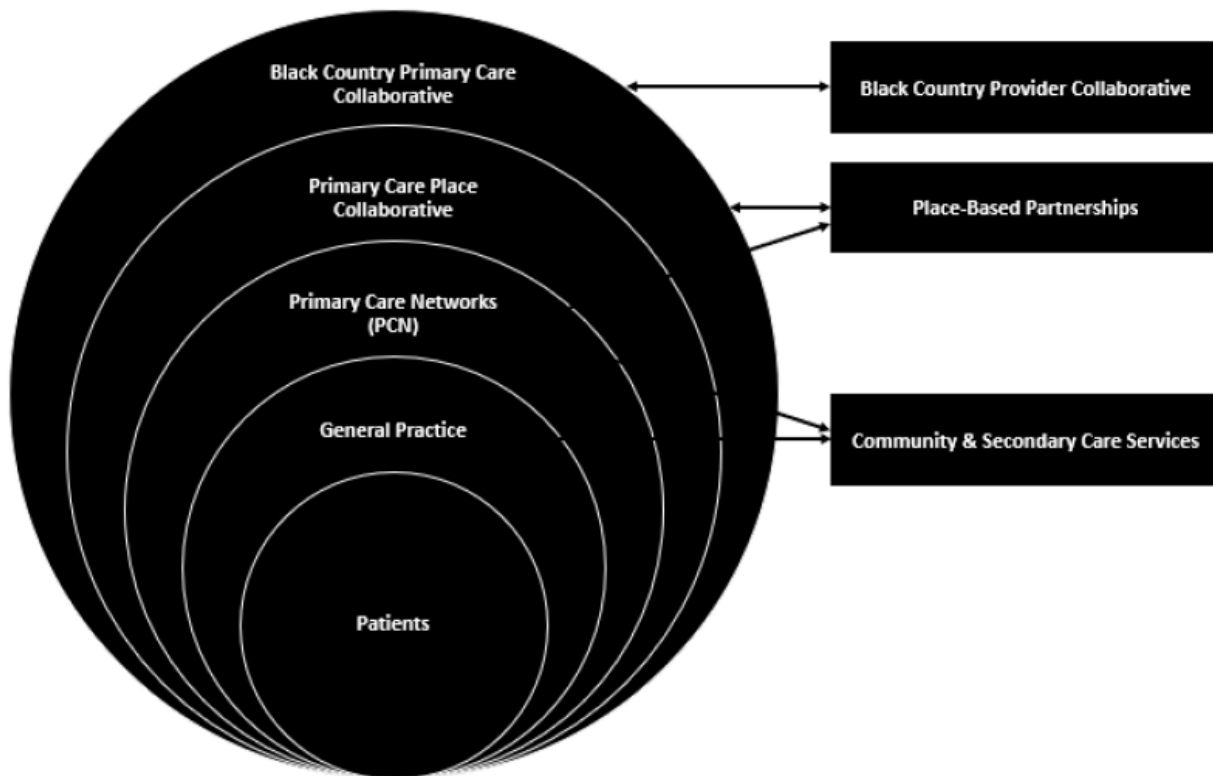 Black Country Primary Care
Collaborative
Black Country Provider Collaborative
Primary Care Place
Collaborative
Place-Based Partnerships
Primary Care Networks
(PCN)
General Practice
Community & Secondary Care Services
Patients